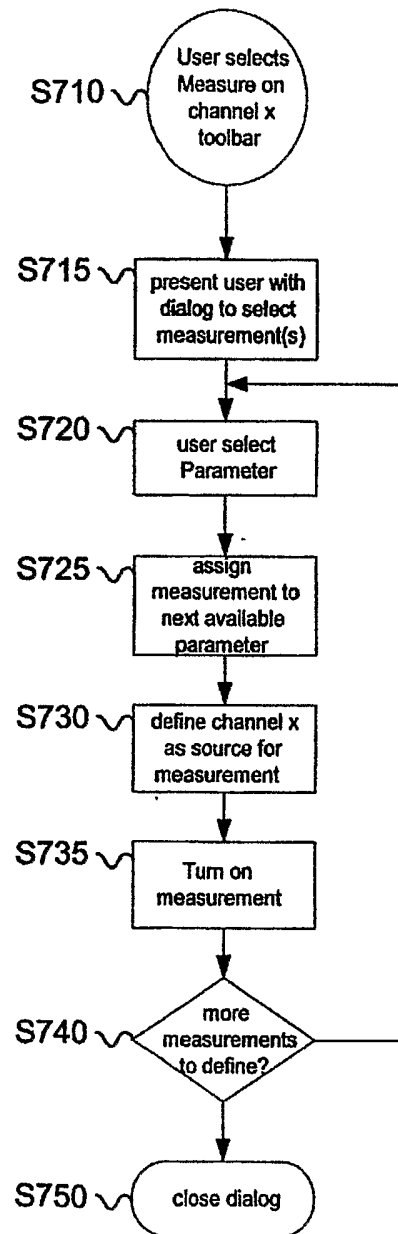 User selects
S710 Measure on
channel x
toolbar
S715 present user with
dialog to select
measurement(s)
S720 user select
Parameter
S725 assign
measurement to
next available
parameter
S730 define channel x
as source for
measurement
S735 Turn on
measurement
S740 more
measurements
to define?
S750 close dialog